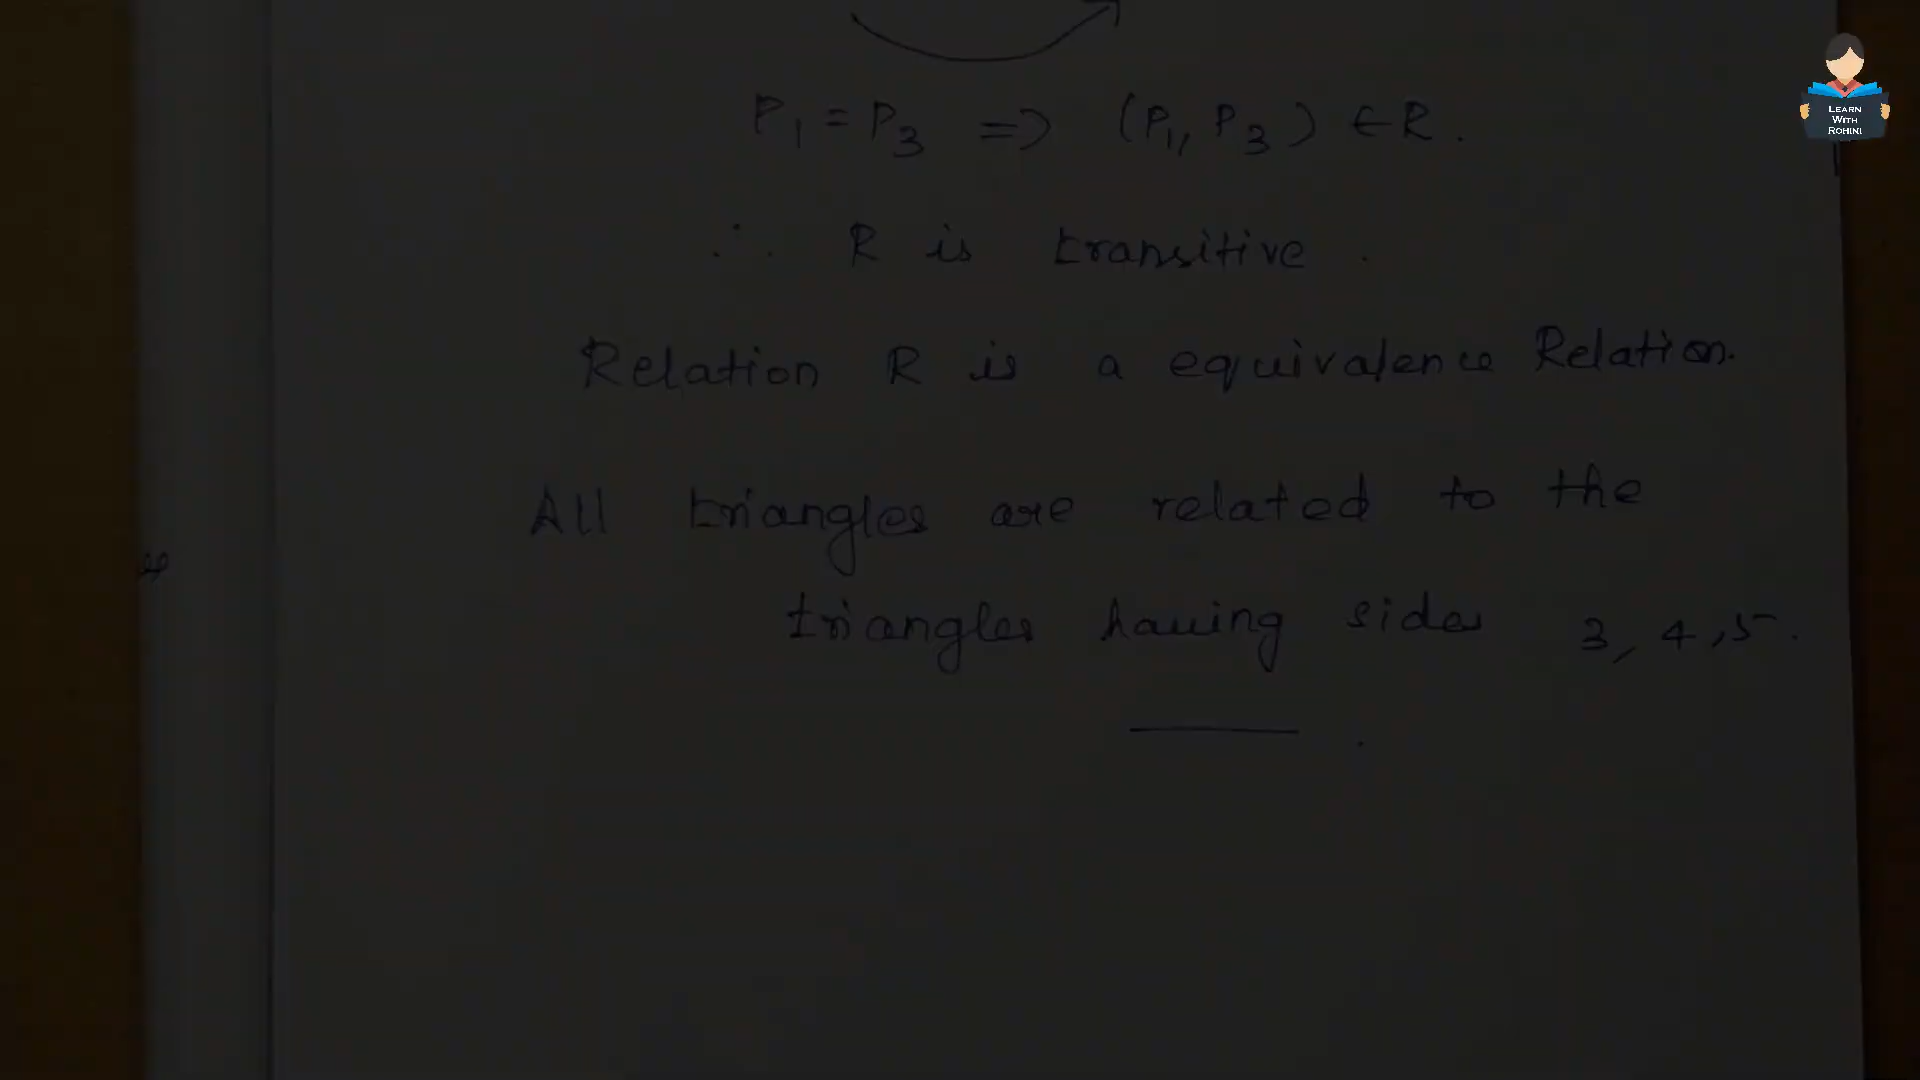 P₁ = P₃ => (P₁, P₃) ∈ R.
∴ R is transitive.
Relation R is a equivalence Relation.
All triangles are related to the
triangles having sides 3, 4, 5.
LEARN
WITH
ROHINI